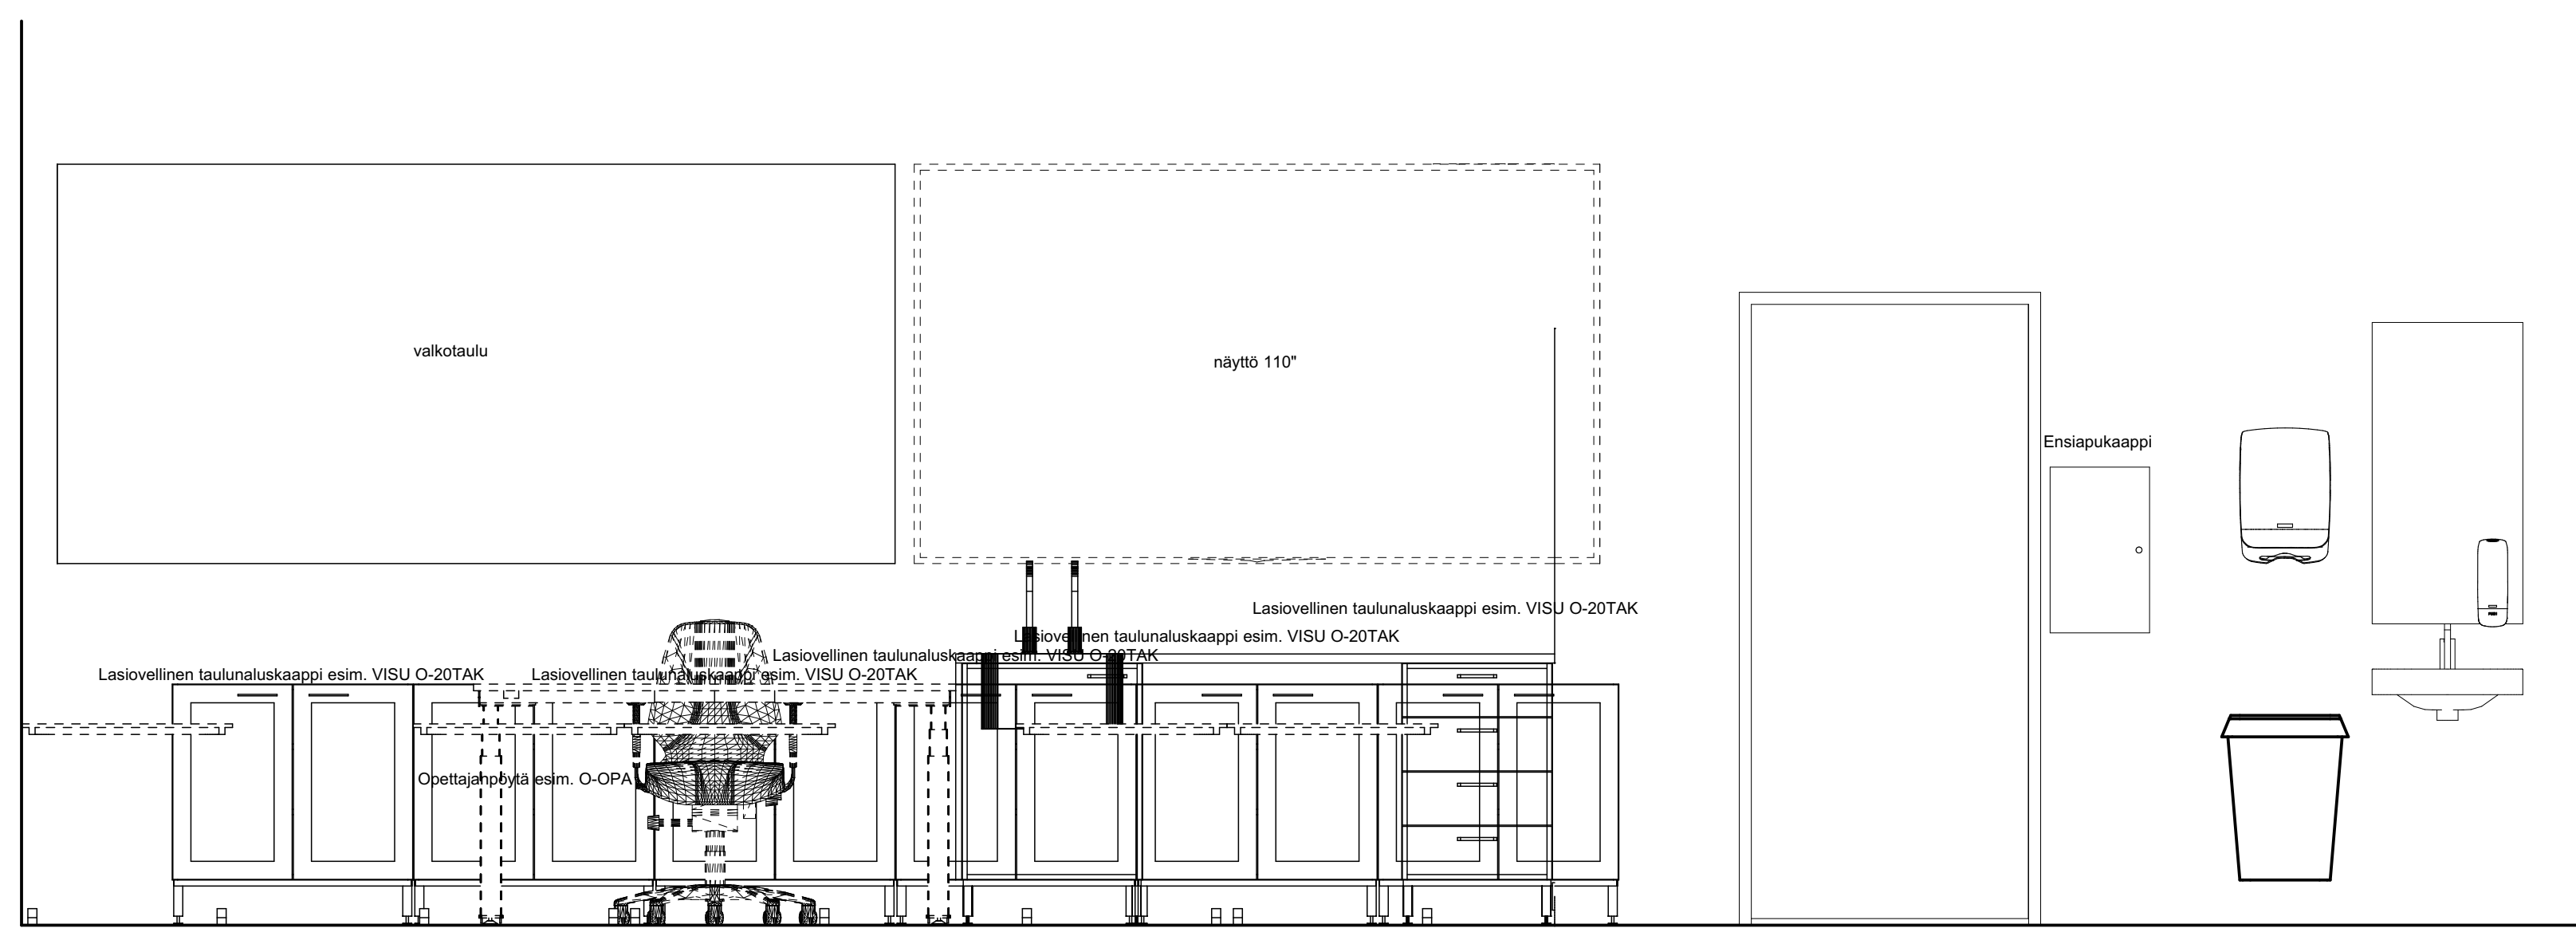 valkotaulu
näyttö 110"
Ensiapukaappi
Lasiovellinen taulunaluskaappi esim. VISU O-20TAK
Lasiovellinen taulunaluskaappi esim. VISU O-20TAK
Lasiovellinen taulunaluskaappi esim. VISU O-20TAK
Lasiovellinen taulunaluskaappi esim. VISU O-20TAK
Lasiovellinen taulunaluskaappi esim. VISU O-20TAK
Opettajanpöytä esim. O-OPA